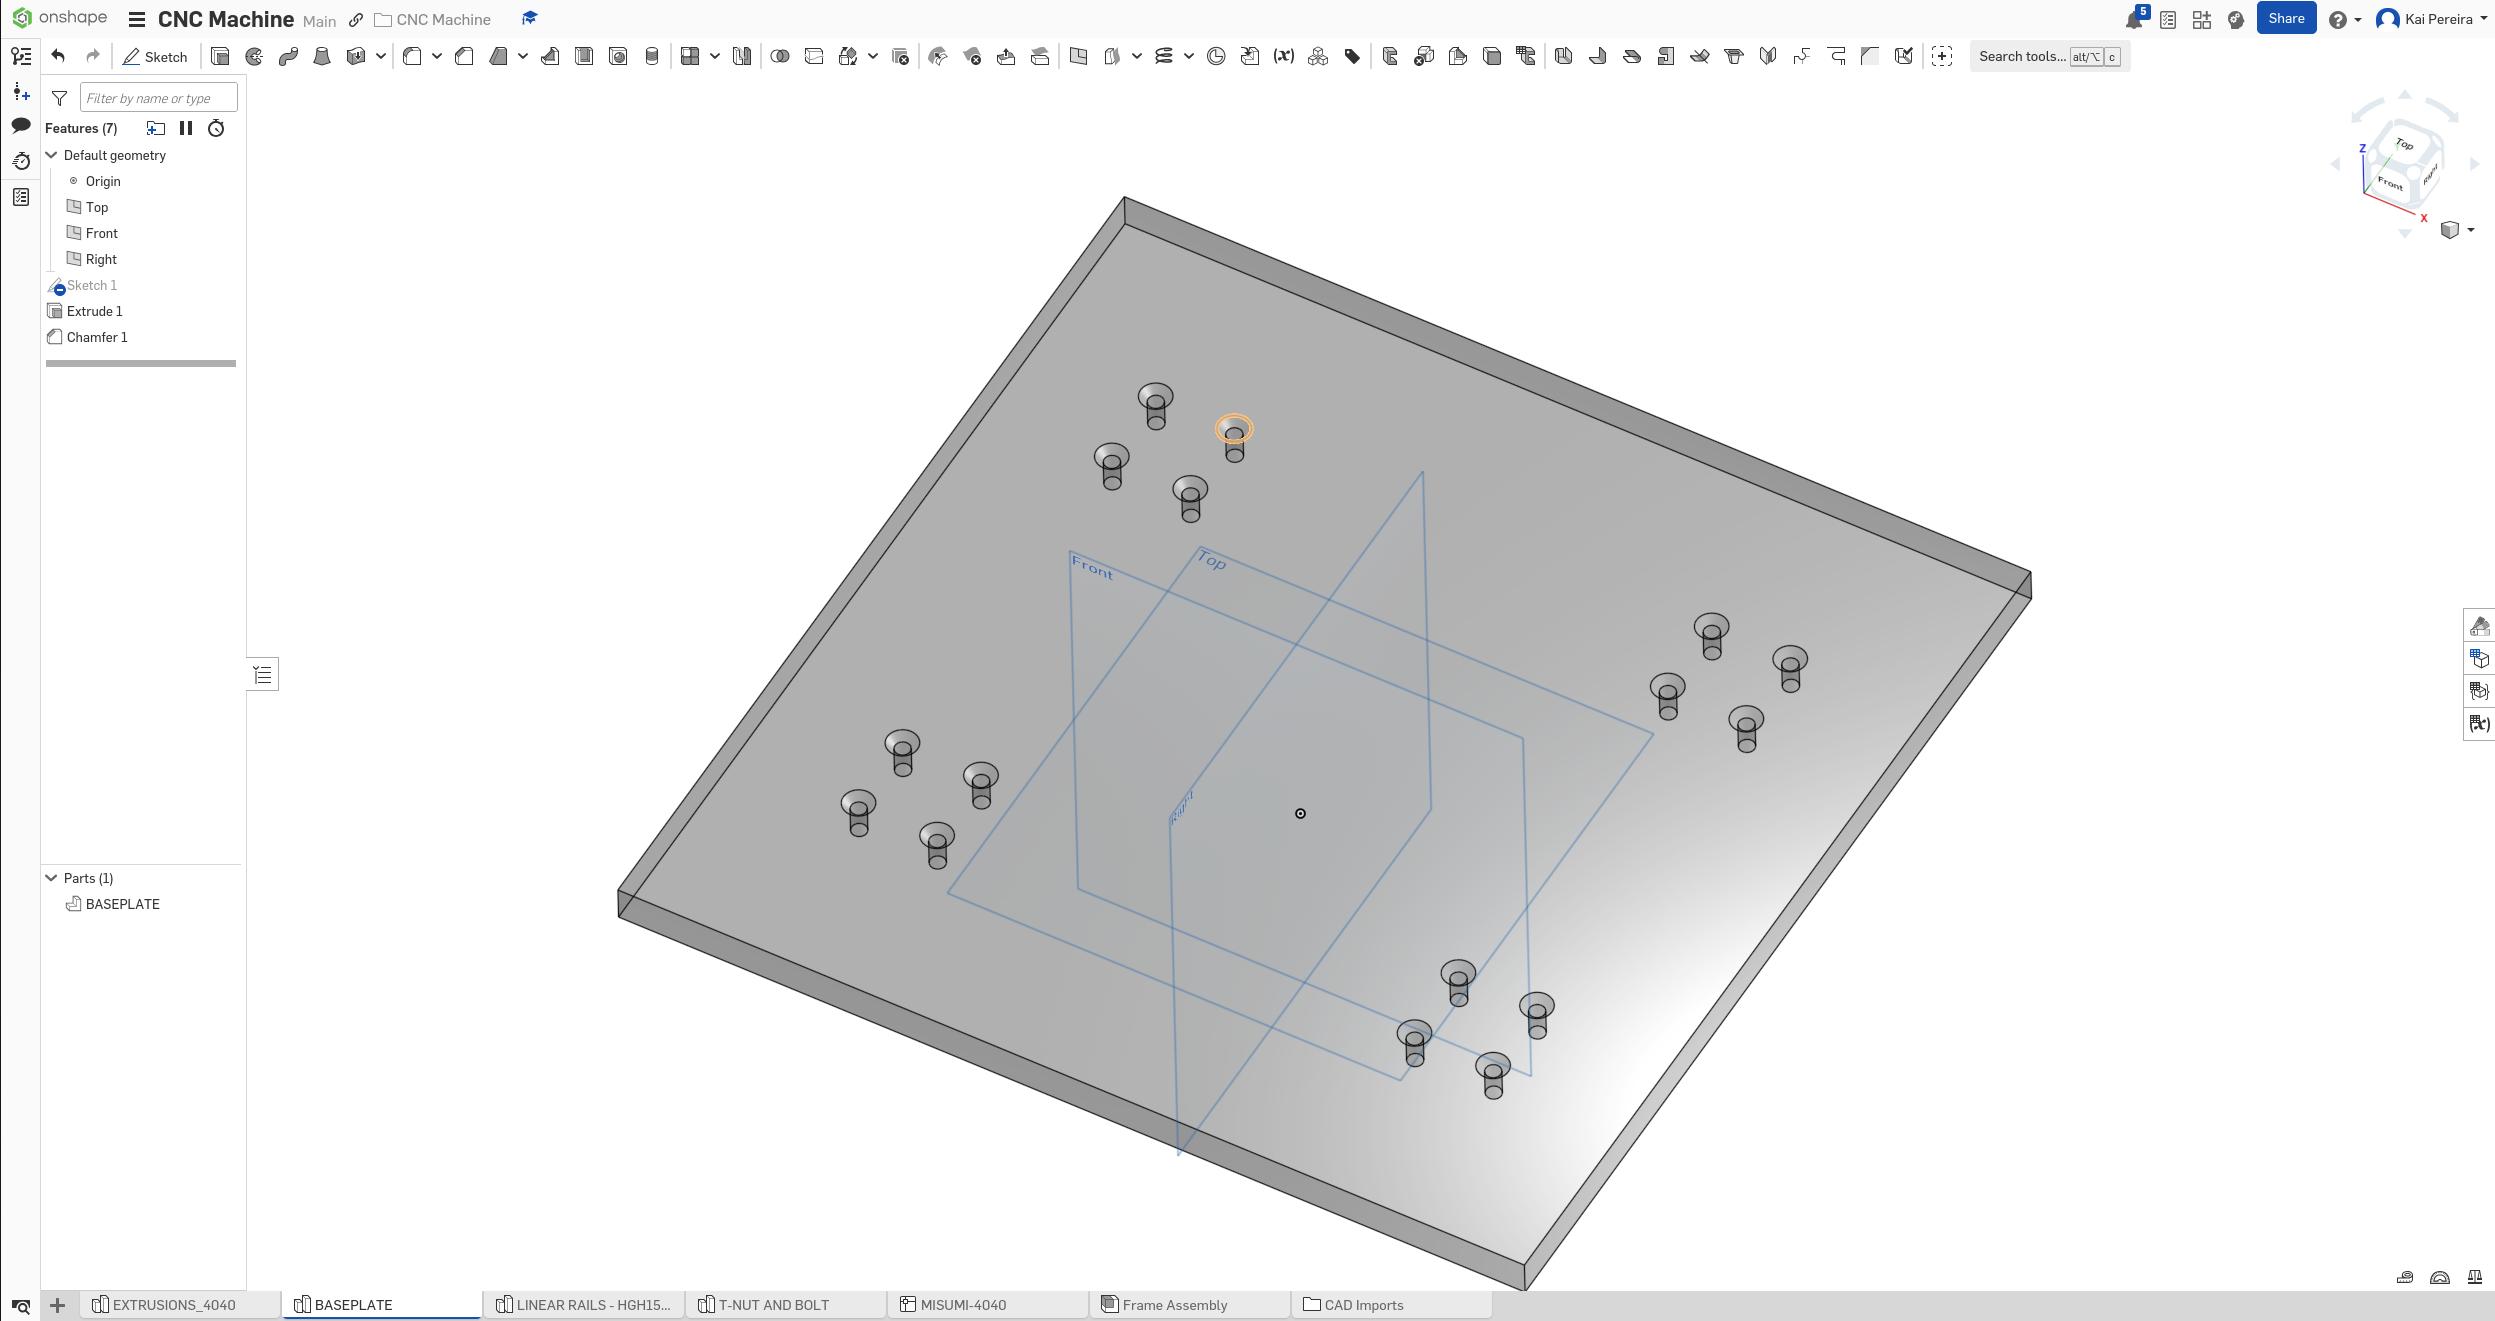 onshape
CNC Machine
Main
CNC Machine
5
Share
Kai Pereira
Sketch
Search tools...
alt/⌥
c
Filter by name or type
Features (7)
Default geometry
Origin
Top
Front
Right
Sketch 1
Extrude 1
Chamfer 1
Parts (1)
BASEPLATE
Front
Top
Right
Z
Top
Front
Right
X
EXTRUSIONS_4040
BASEPLATE
LINEAR RAILS - HGH15...
T-NUT AND BOLT
MISUMI-4040
Frame Assembly
CAD Imports